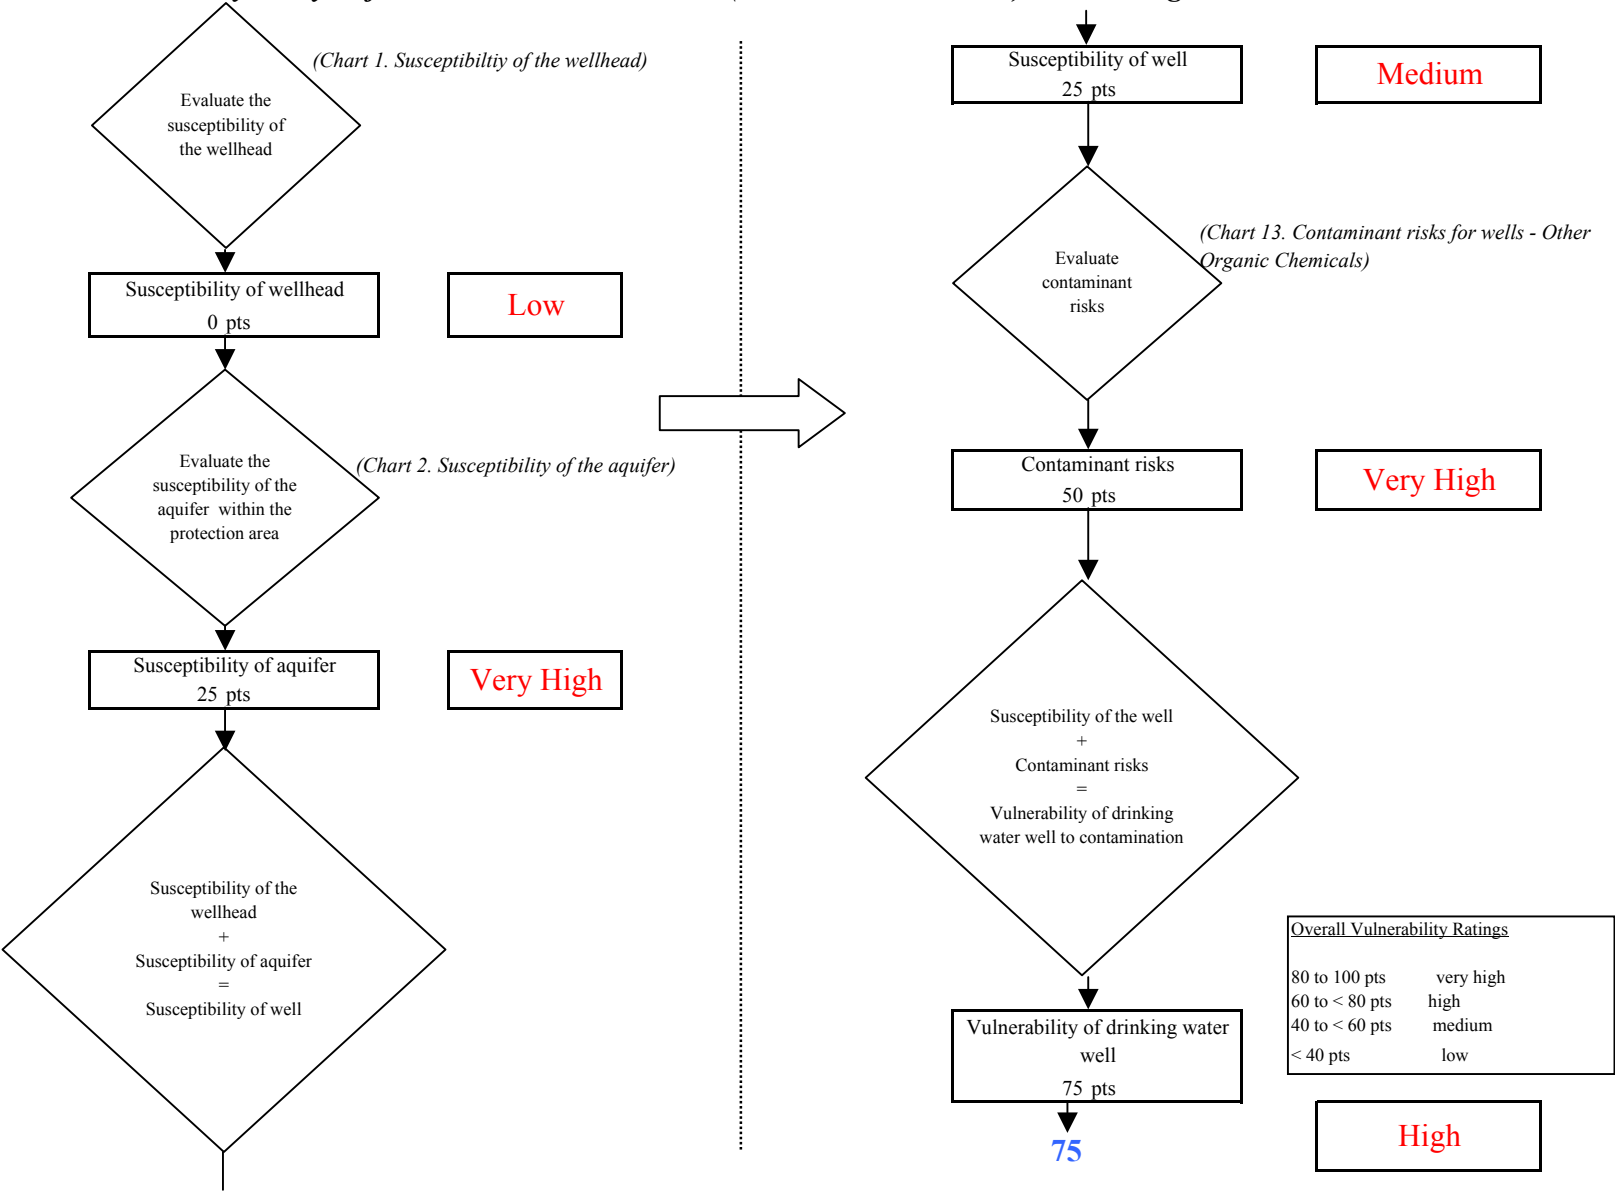 (Chart 1. Susceptibiltiy of the wellhead)
Evaluate the
susceptibility of
the wellhead
Susceptibility of wellhead
0 pts
Low
Evaluate the
susceptibility of the
aquifer within the
protection area
(Chart 2. Susceptibility of the aquifer)
Susceptibility of aquifer
25 pts
Very High
Susceptibility of the
wellhead
+
Susceptibility of aquifer
=
Susceptibility of well
Susceptibility of well
25 pts
Medium
Evaluate
contaminant
risks
(Chart 13. Contaminant risks for wells - Other
Organic Chemicals)
Contaminant risks
50 pts
Very High
Susceptibility of the well
+
Contaminant risks
=
Vulnerability of drinking
water well to contamination
Overall Vulnerability Ratings
80 to 100 pts very high
60 to < 80 pts high
40 to < 60 pts medium
< 40 pts low
Vulnerability of drinking water
well
75 pts
75
High